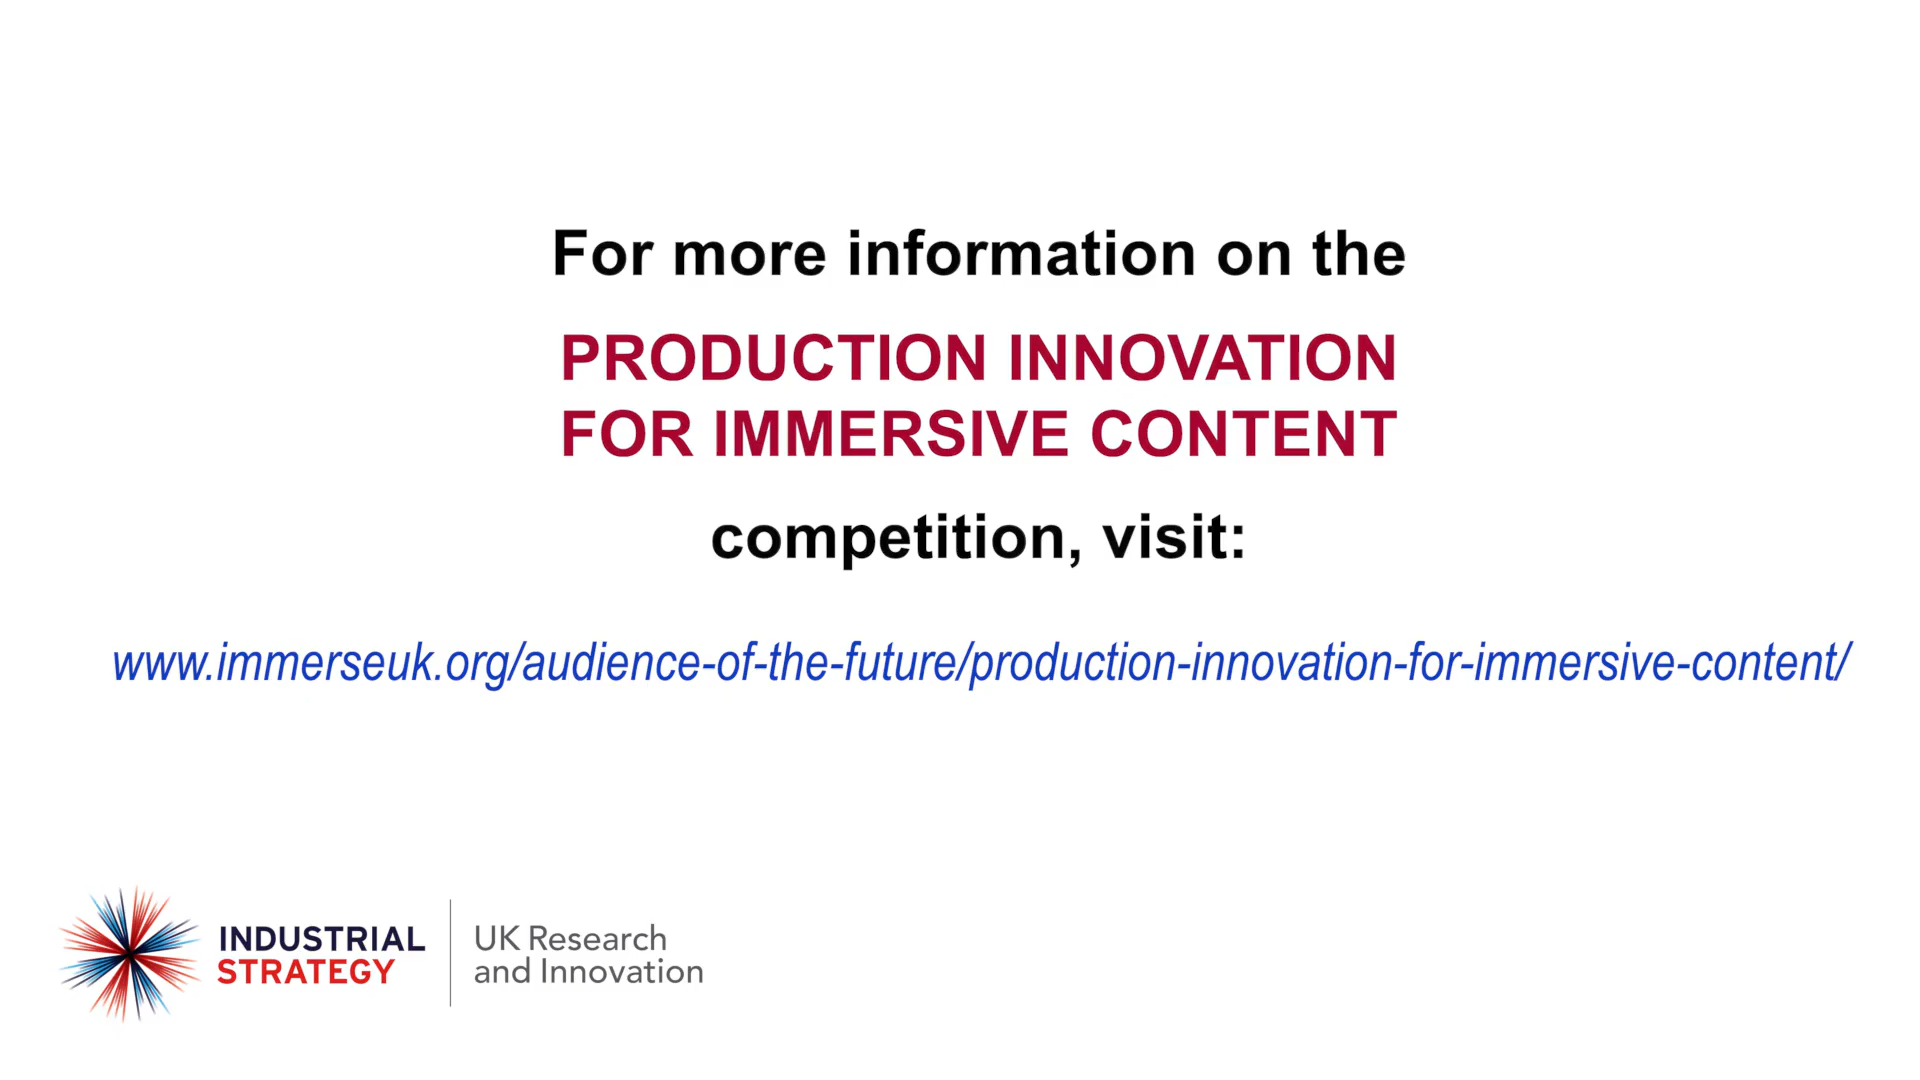 For more information on the
PRODUCTION INNOVATION
FOR IMMERSIVE CONTENT
competition, visit:
www.immerseuk.org/audience-of-the-future/production-innovation-for-immersive-content/
INDUSTRIAL
STRATEGY
UK Research
and Innovation